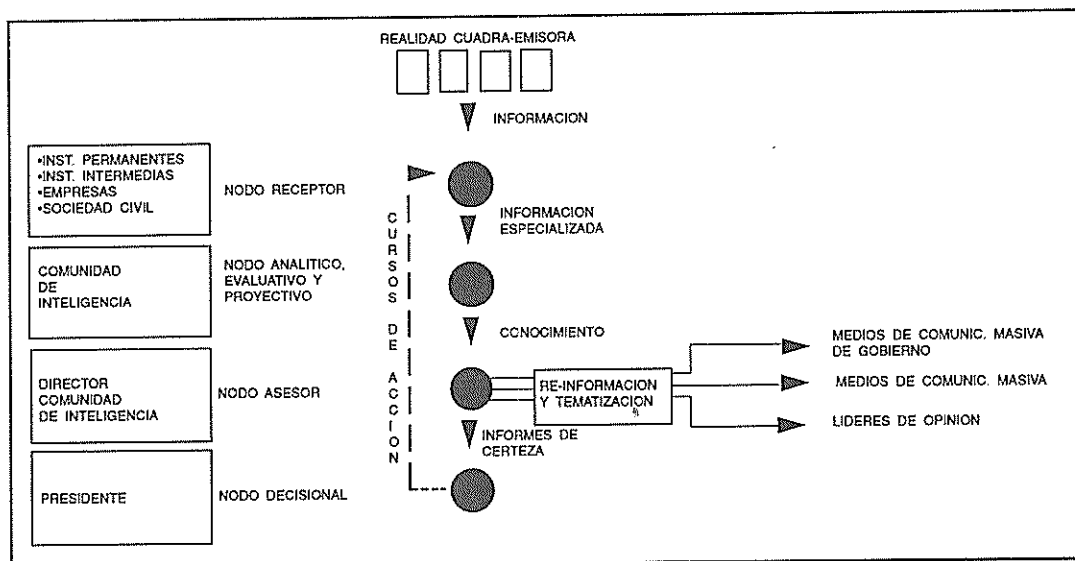 REALIDAD CUADRA-EMISORA
INFORMACION
•INST. PERMANENTES
•INST. INTERMEDIAS
•EMPRESAS
•SOCIEDAD CIVIL
NODO RECEPTOR
INFORMACION
ESPECIALIZADA
COMUNIDAD
DE
INTELIGENCIA
NODO ANALITICO,
EVALUATIVO Y
PROYECTIVO
CURSOS DE ACCION
CONOCIMIENTO
DIRECTOR
COMUNIDAD
DE INTELIGENCIA
NODO ASESOR
RE-INFORMACION
Y TEMATIZACION
MEDIOS DE COMUNIC. MASIVA
DE GOBIERNO
MEDIOS DE COMUNIC. MASIVA
LIDERES DE OPINION
INFORMES DE
CERTEZA
PRESIDENTE
NODO DECISIONAL